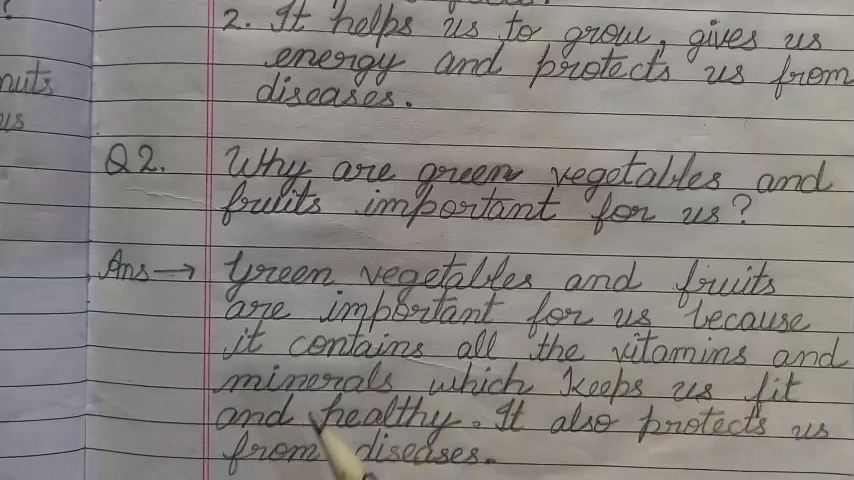 2. It helps us to grow, gives us
energy and protects us from
diseases.
nuts
us
Q2. Why are green vegetables and
fruits important for us?
Ans → Green vegetables and fruits
are important for us because
it contains all the vitamins and
minerals which keeps us fit
and healthy. It also protects us
from diseases.